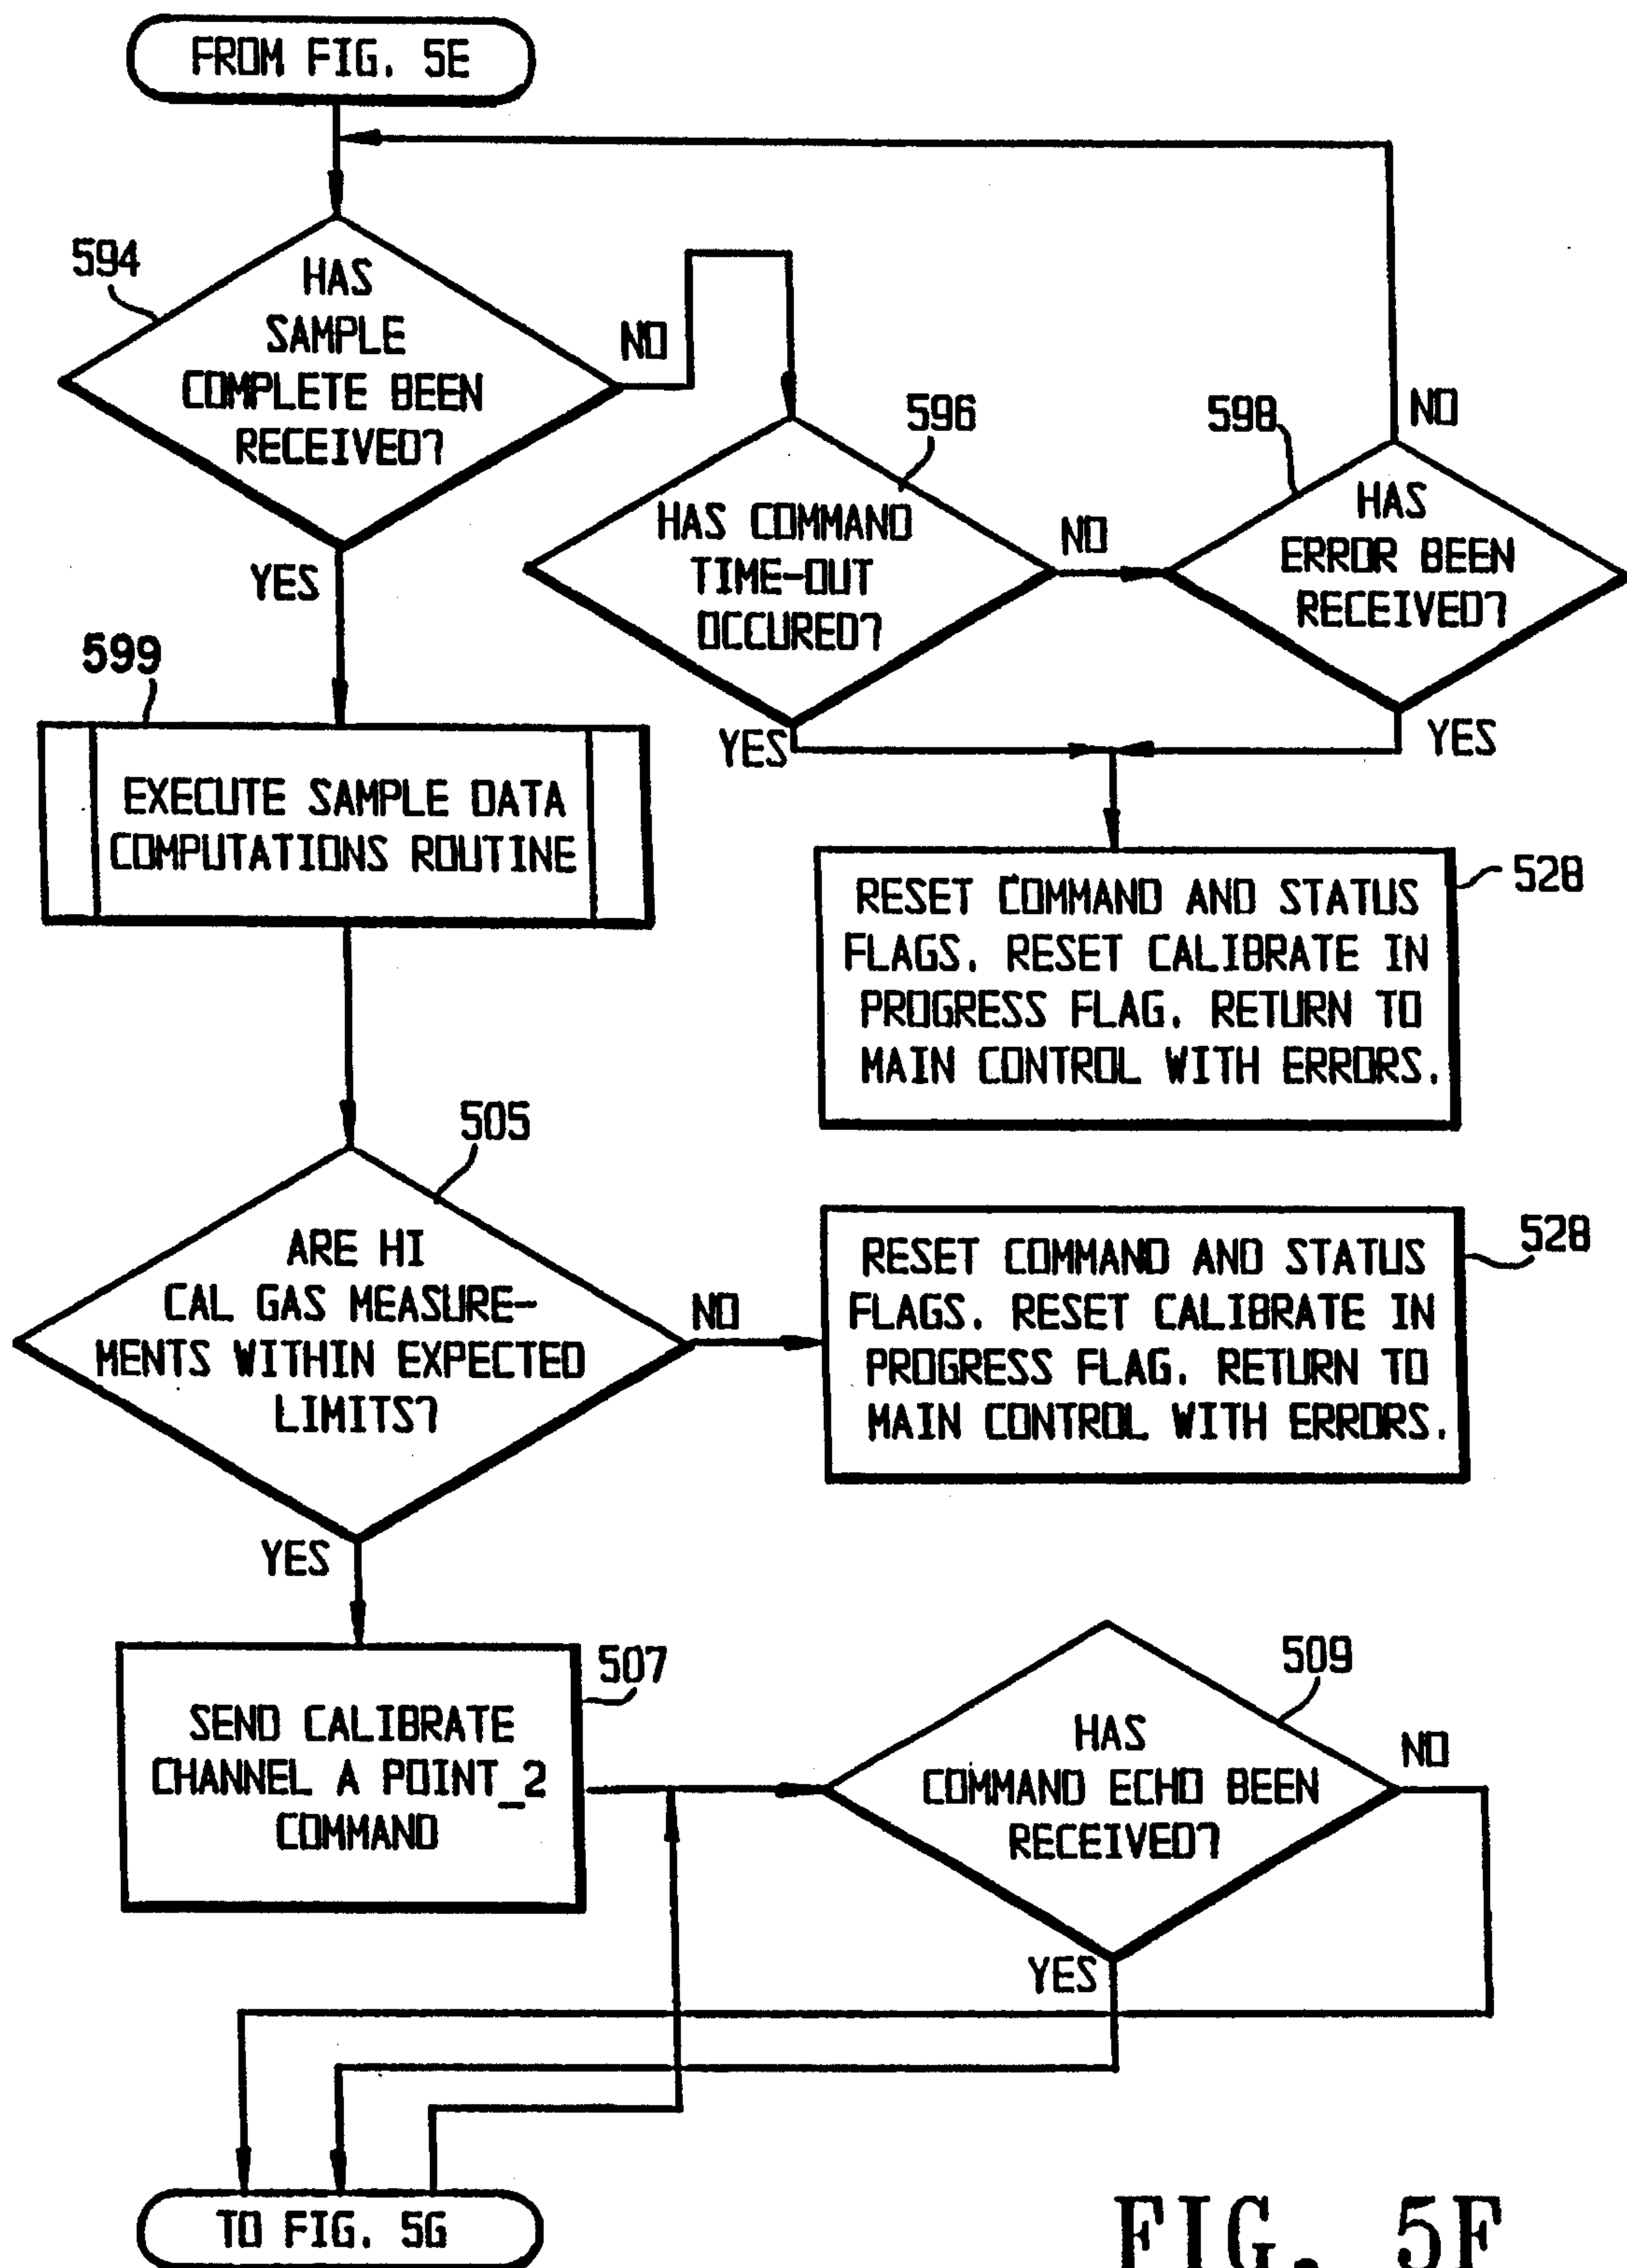 FROM FIG. 5E
594
HAS
SAMPLE
COMPLETE BEEN
RECEIVED?
NO
YES
596
HAS COMMAND
TIME-OUT
OCCURED?
NO
YES
598
HAS
ERROR BEEN
RECEIVED?
NO
YES
599
EXECUTE SAMPLE DATA
COMPUTATIONS ROUTINE
528
RESET COMMAND AND STATUS
FLAGS. RESET CALIBRATE IN
PROGRESS FLAG. RETURN TO
MAIN CONTROL WITH ERRORS.
505
ARE HI
CAL GAS MEASURE-
MENTS WITHIN EXPECTED
LIMITS?
NO
YES
528
RESET COMMAND AND STATUS
FLAGS. RESET CALIBRATE IN
PROGRESS FLAG. RETURN TO
MAIN CONTROL WITH ERRORS.
507
SEND CALIBRATE
CHANNEL A POINT_2
COMMAND
509
HAS
COMMAND ECHO BEEN
RECEIVED?
NO
YES
TO FIG. 5G
FIG. 5F